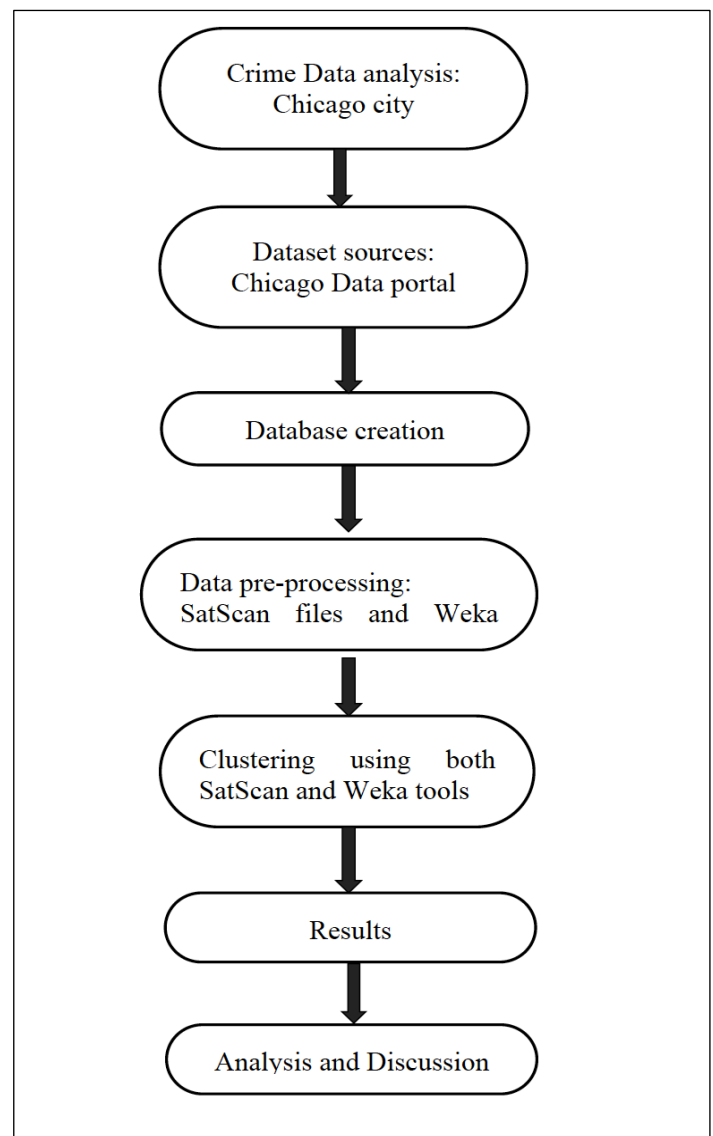 Crime Data analysis:
Chicago city
Dataset sources:
Chicago Data portal
Database creation
Data pre-processing:
SatScan files and Weka
Clustering using both
SatScan and Weka tools
Results
Analysis and Discussion